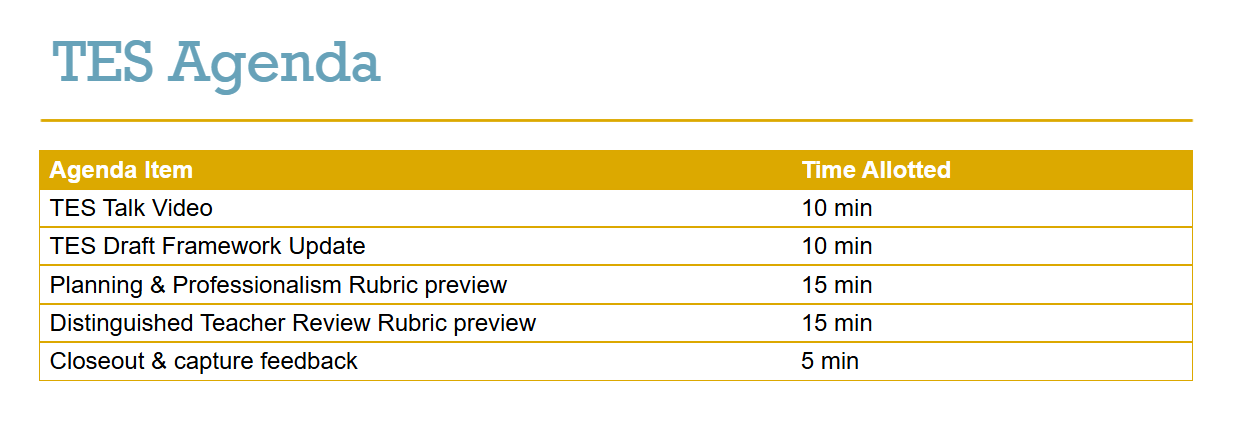 TES Agenda
Agenda Item Time Allotted
TES Talk Video 10 min
TES Draft Framework Update 10 min
Planning & Professionalism Rubric preview 15 min
Distinguished Teacher Review Rubric preview 15 min
Closeout & capture feedback 5 min